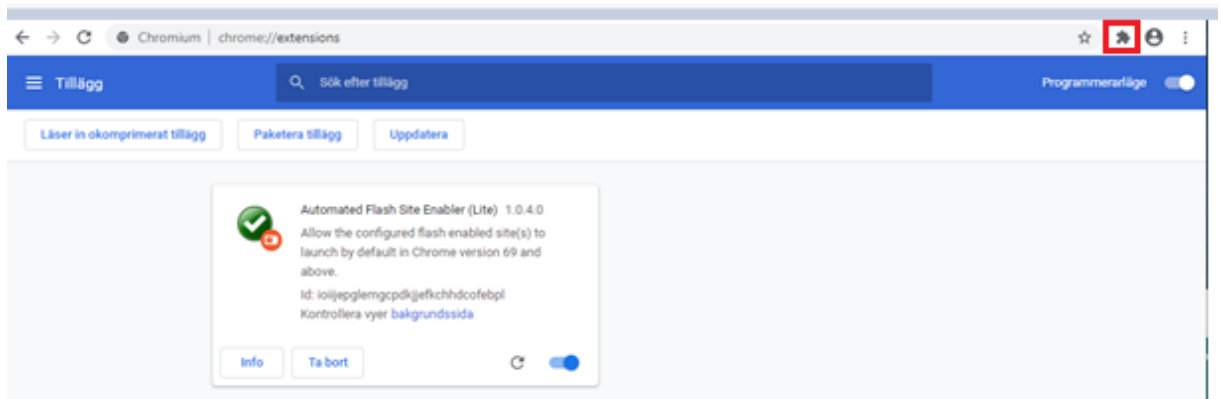 Chromium | chrome://extensions
Tillägg
Sök efter tillägg
Programmerarläge
Läser in okomprimerat tillägg
Paketera tillägg
Uppdatera
Automated Flash Site Enabler (Lite) 1.0.4.0
Allow the configured flash enabled site(s) to
launch by default in Chrome version 69 and
above.
Kontrollera vyer bakgrundssida
Info
Ta bort